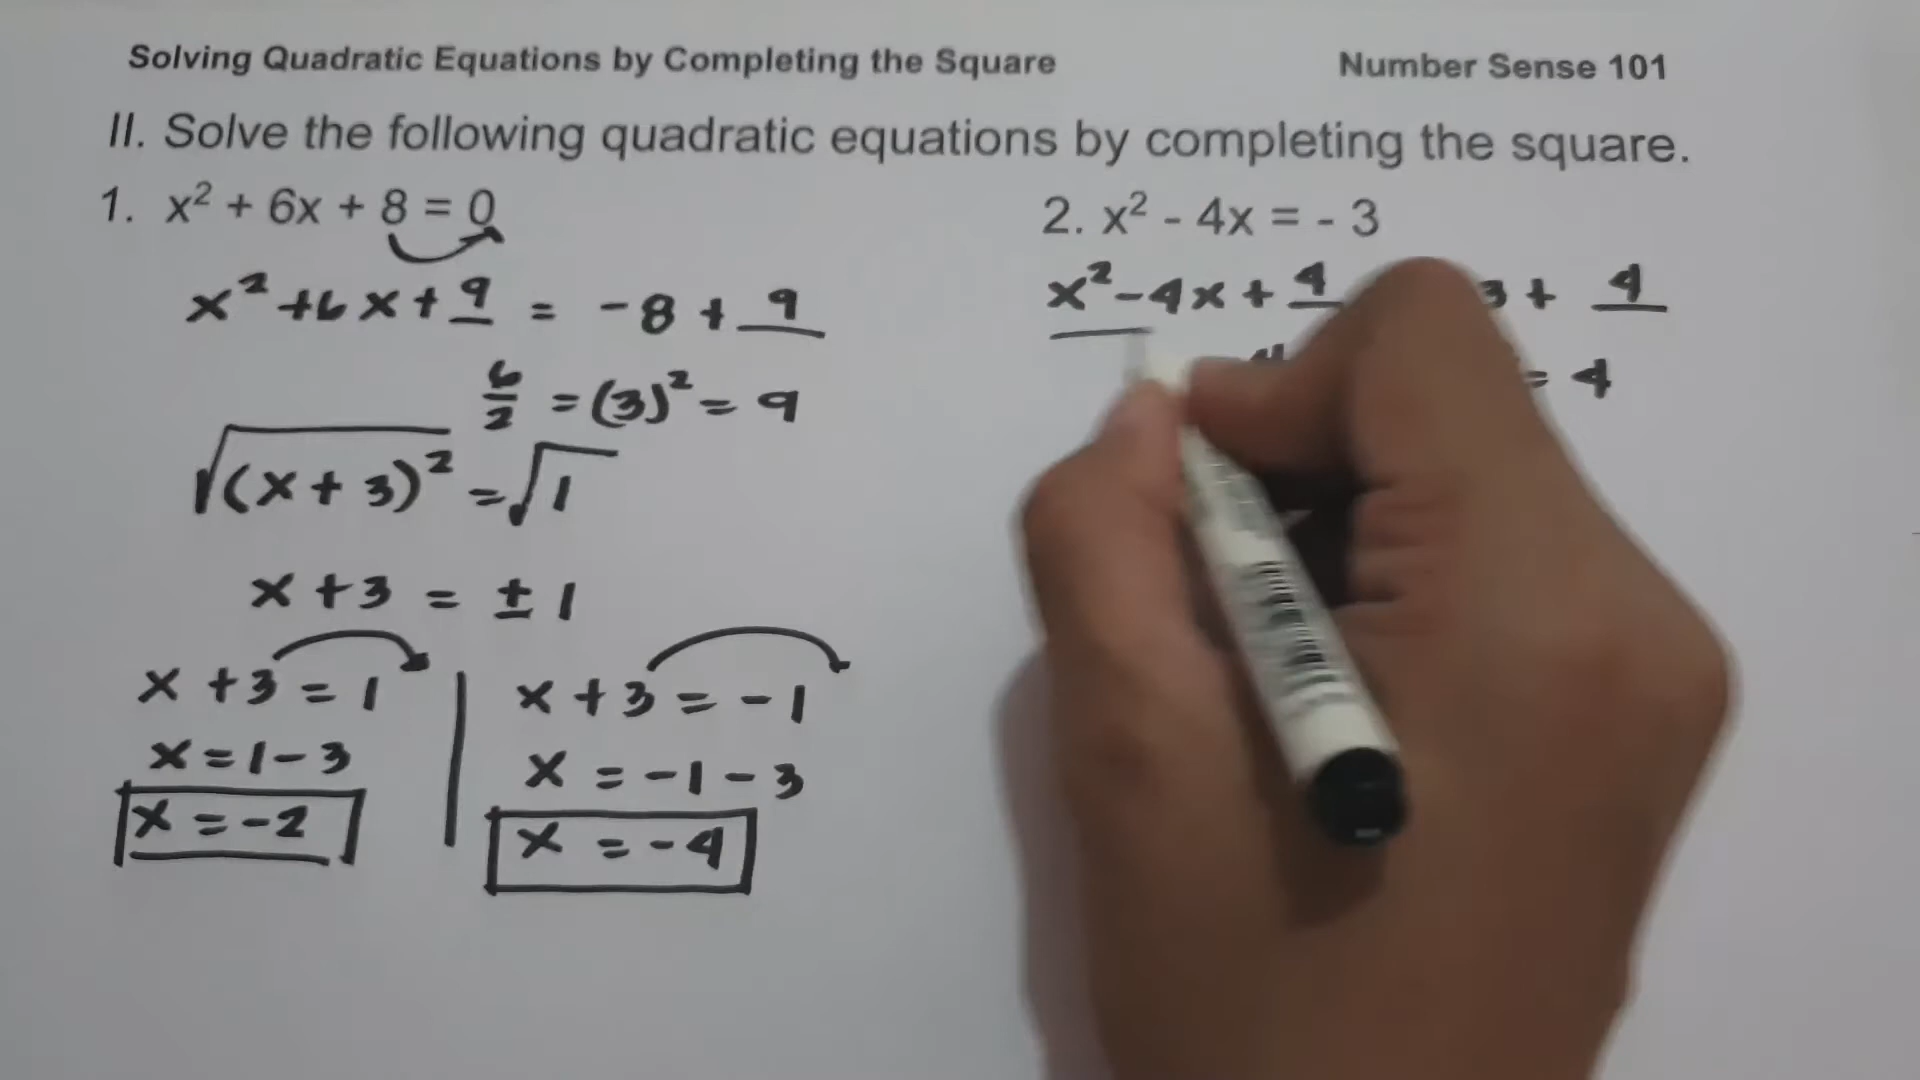 Solving Quadratic Equations by Completing the Square
Number Sense 101
II. Solve the following quadratic equations by completing the square.
1. x² + 6x + 8 = 0
x² + 6x + 9 = -8 + 9
6/2 = (3)² = 9
√(x + 3)² = √1
x + 3 = ± 1
x + 3 = 1
x = 1 - 3
x = -2
x + 3 = -1
x = -1 - 3
x = -4
2. x² - 4x = - 3
x² - 4x + 4 3 + 4
= 4